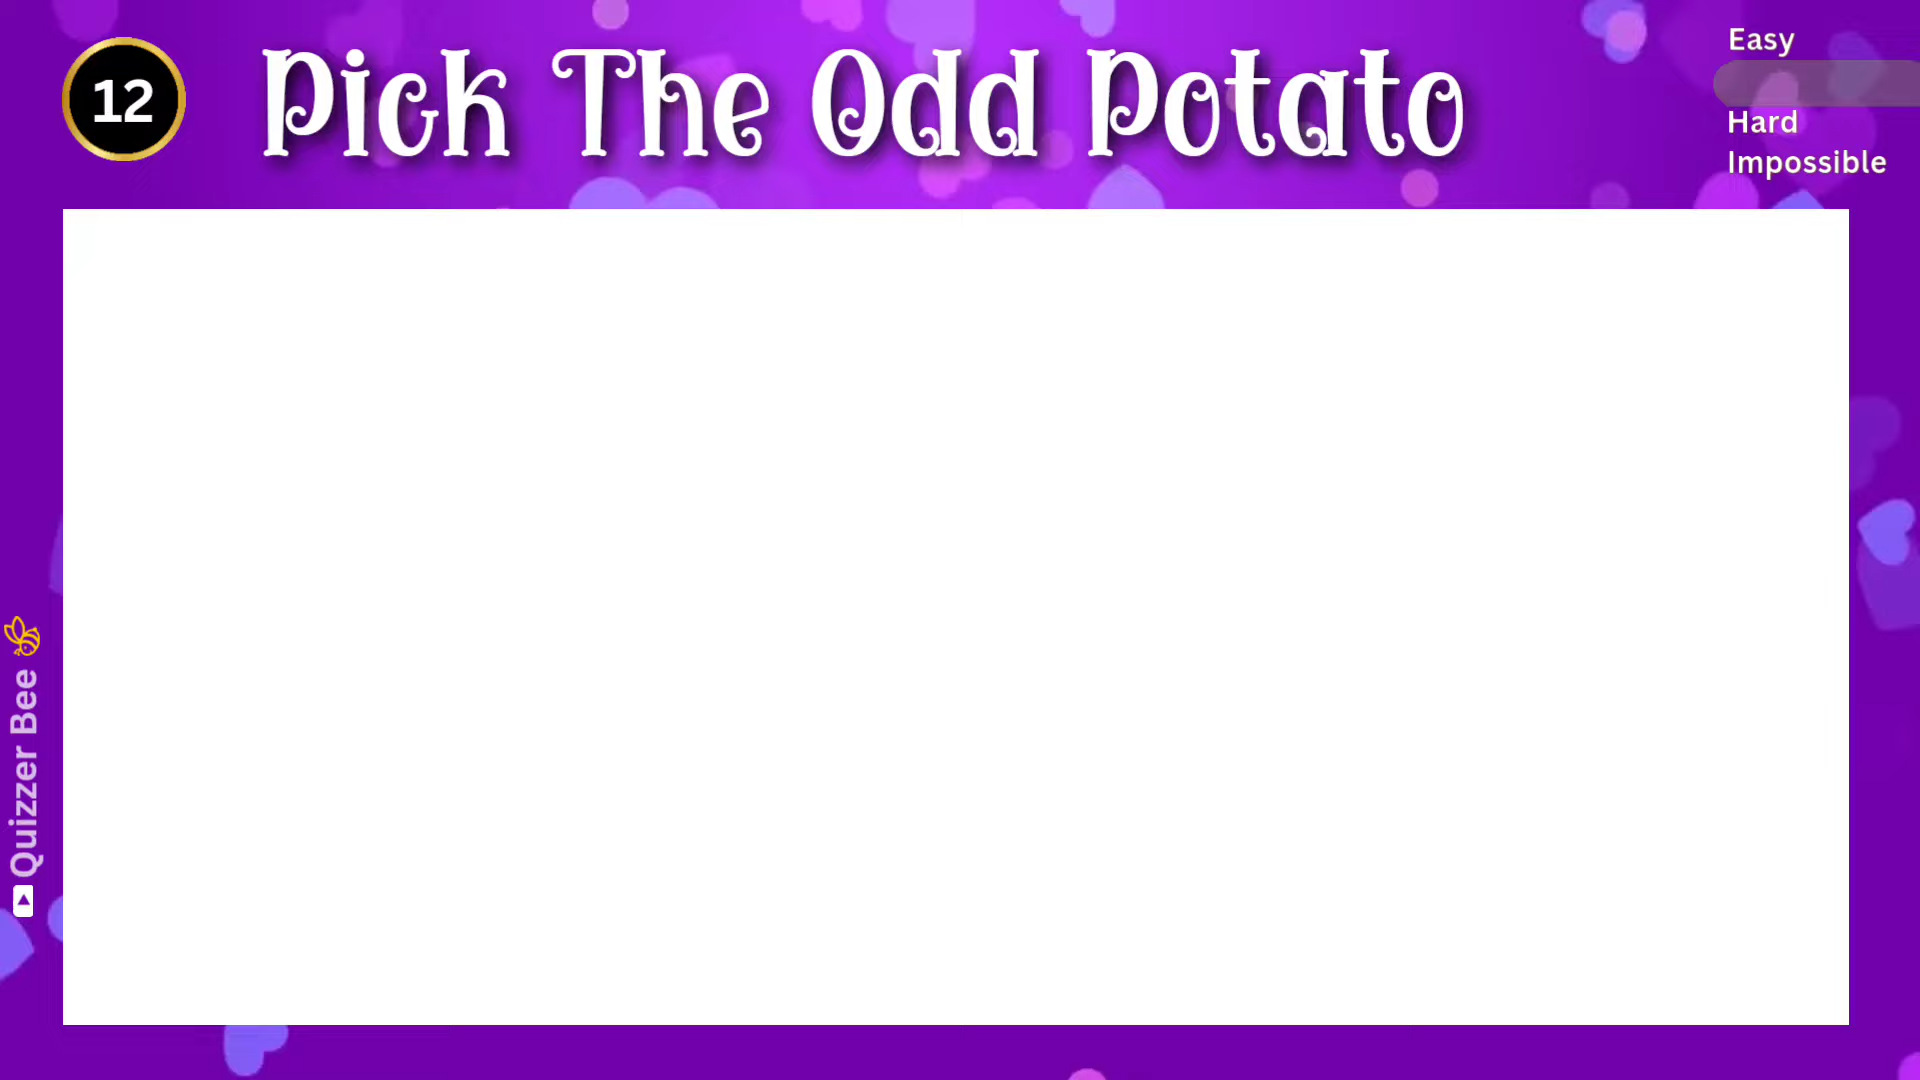 12
Pick The Odd Potato
Easy
Hard
Impossible
Quizzer Bee